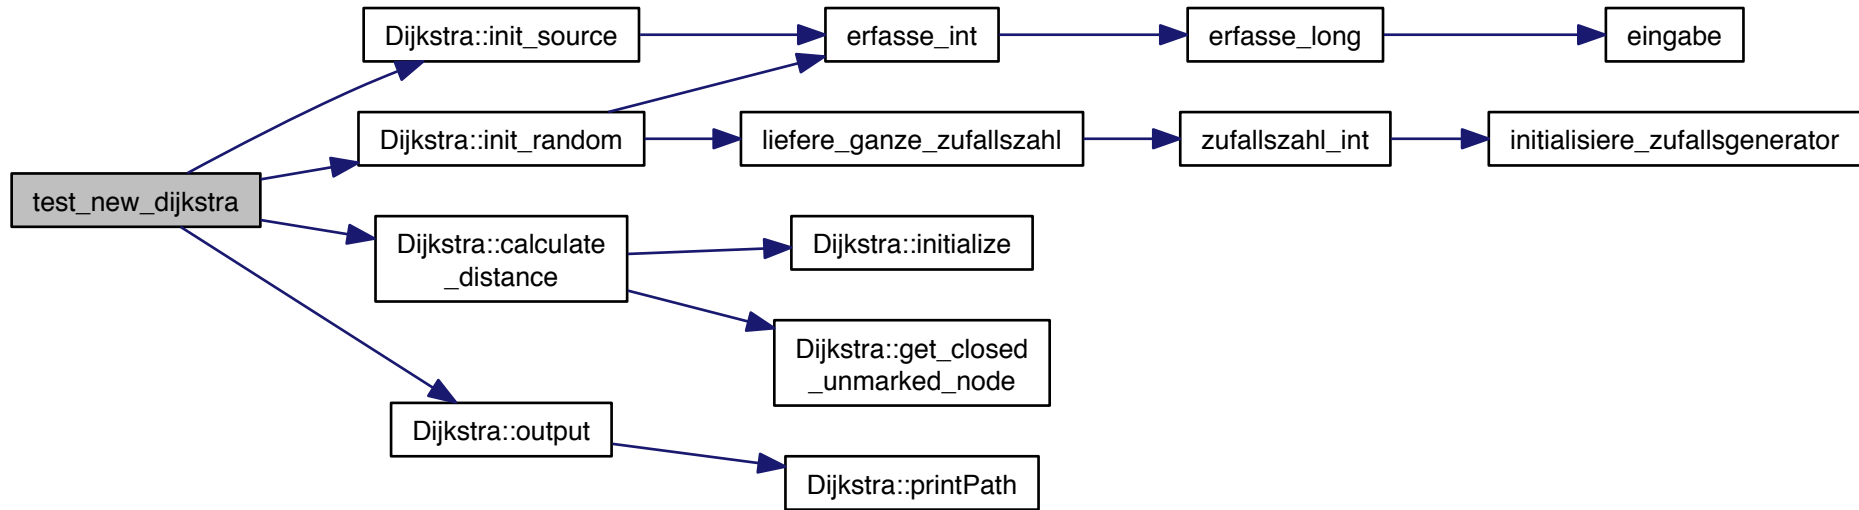 Dijkstra::init_source
erfasse_int
erfasse_long
eingabe
Dijkstra::init_random
liefere_ganze_zufallszahl
zufallszahl_int
initialisiere_zufallsgenerator
test_new_dijkstra
Dijkstra::calculate
_distance
Dijkstra::initialize
Dijkstra::get_closed
_unmarked_node
Dijkstra::output
Dijkstra::printPath